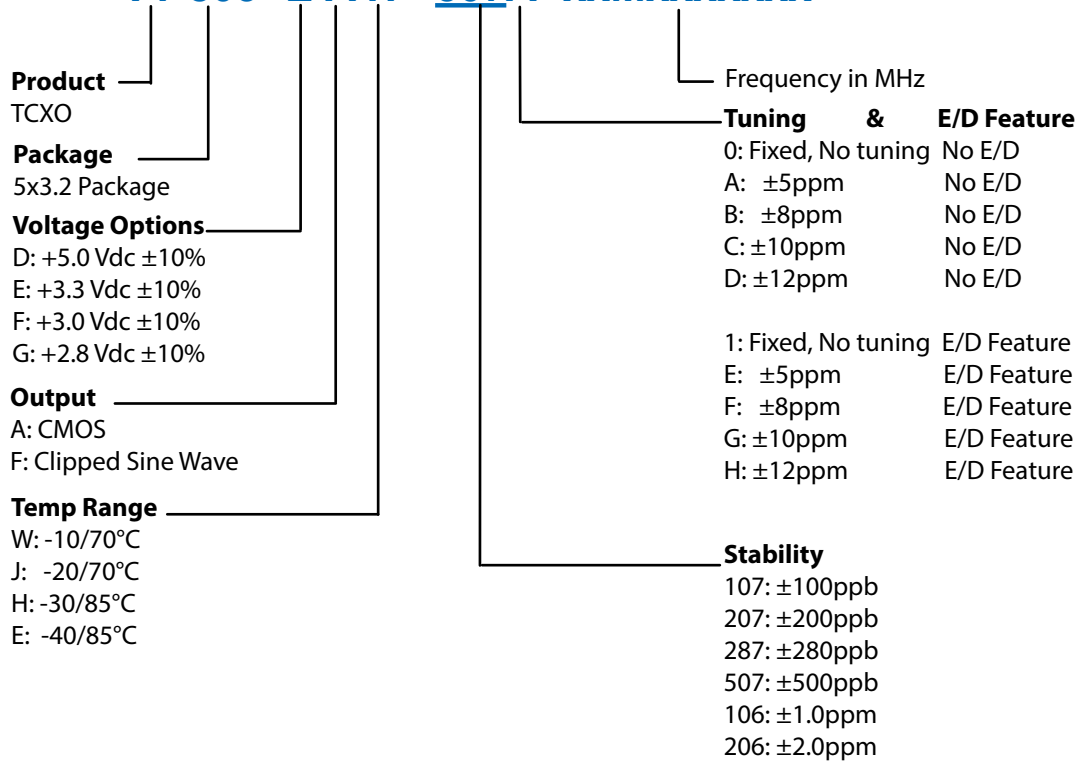 Product
TCXO
Package
5x3.2 Package
Voltage Options
D: +5.0 Vdc ±10%
E: +3.3 Vdc ±10%
F: +3.0 Vdc ±10%
G: +2.8 Vdc ±10%
Output
A: CMOS
F: Clipped Sine Wave
Temp Range
W: -10/70°C
J: -20/70°C
H: -30/85°C
E: -40/85°C
Frequency in MHz
Tuning & E/D Feature
0: Fixed, No tuning No E/D
A: ±5ppm No E/D
B: ±8ppm No E/D
C: ±10ppm No E/D
D: ±12ppm No E/D
1: Fixed, No tuning E/D Feature
E: ±5ppm E/D Feature
F: ±8ppm E/D Feature
G: ±10ppm E/D Feature
H: ±12ppm E/D Feature
Stability
107: ±100ppb
207: ±200ppb
287: ±280ppb
507: ±500ppb
106: ±1.0ppm
206: ±2.0ppm